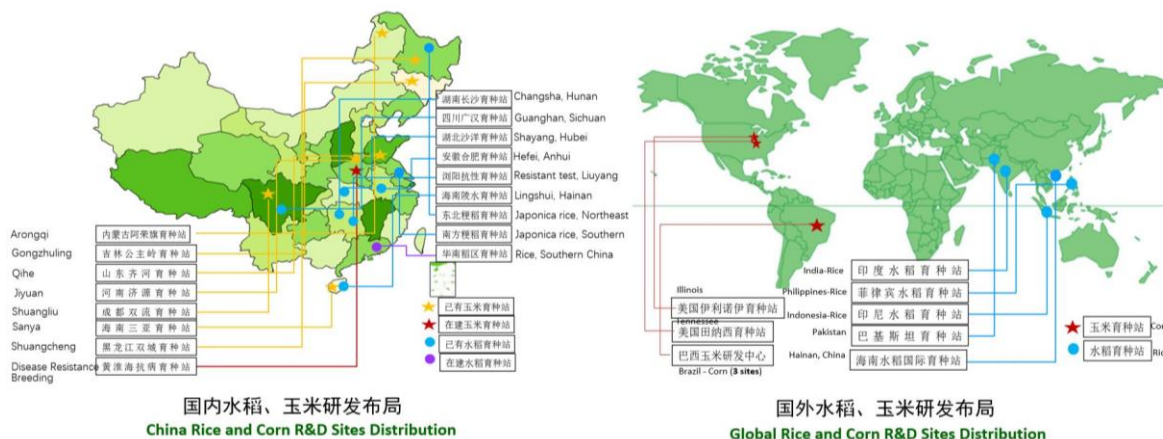 湖南长沙育种站 Changsha, Hunan
四川广汉育种站 Guanghan, Sichuan
湖北沙洋育种站 Shayang, Hubei
安徽合肥育种站 Hefei, Anhui
浏阳抗性育种站 Resistant test, Liuyang
海南陵水育种站 Lingshui, Hainan
东北粳稻育种站 Japonica rice, Northeast
南方粳稻育种站 Japonica rice, Southern
华南稻区育种站 Rice, Southern China
Arongqi 内蒙古阿荣旗育种站
Gongzhuling 吉林公主岭育种站
Qihe 山东齐河育种站
Jiyuan 河南济源育种站
Shuangliu 成都双流育种站
Sanya 海南三亚育种站
Shuangcheng 黑龙江双城育种站
Disease Resistance
Breeding
黄淮海抗病育种站
已有玉米育种站
在建玉米育种站
已有水稻育种站
在建水稻育种站
国内水稻、玉米研发布局
China Rice and Corn R&D Sites Distribution
Illinois
美国伊利诺伊育种站
Tennessee
美国田纳西育种站
巴西玉米研发中心
Brazil - Corn (3 sites)
India-Rice 印度水稻育种站
Philippines-Rice 菲律宾水稻育种站
Indonesia-Rice 印尼水稻育种站
Pakistan 巴基斯坦育种站
Hainan, China 海南水稻国际育种站
玉米育种站 Co
水稻育种站 Ric
国外水稻、玉米研发布局
Global Rice and Corn R&D Sites Distribution